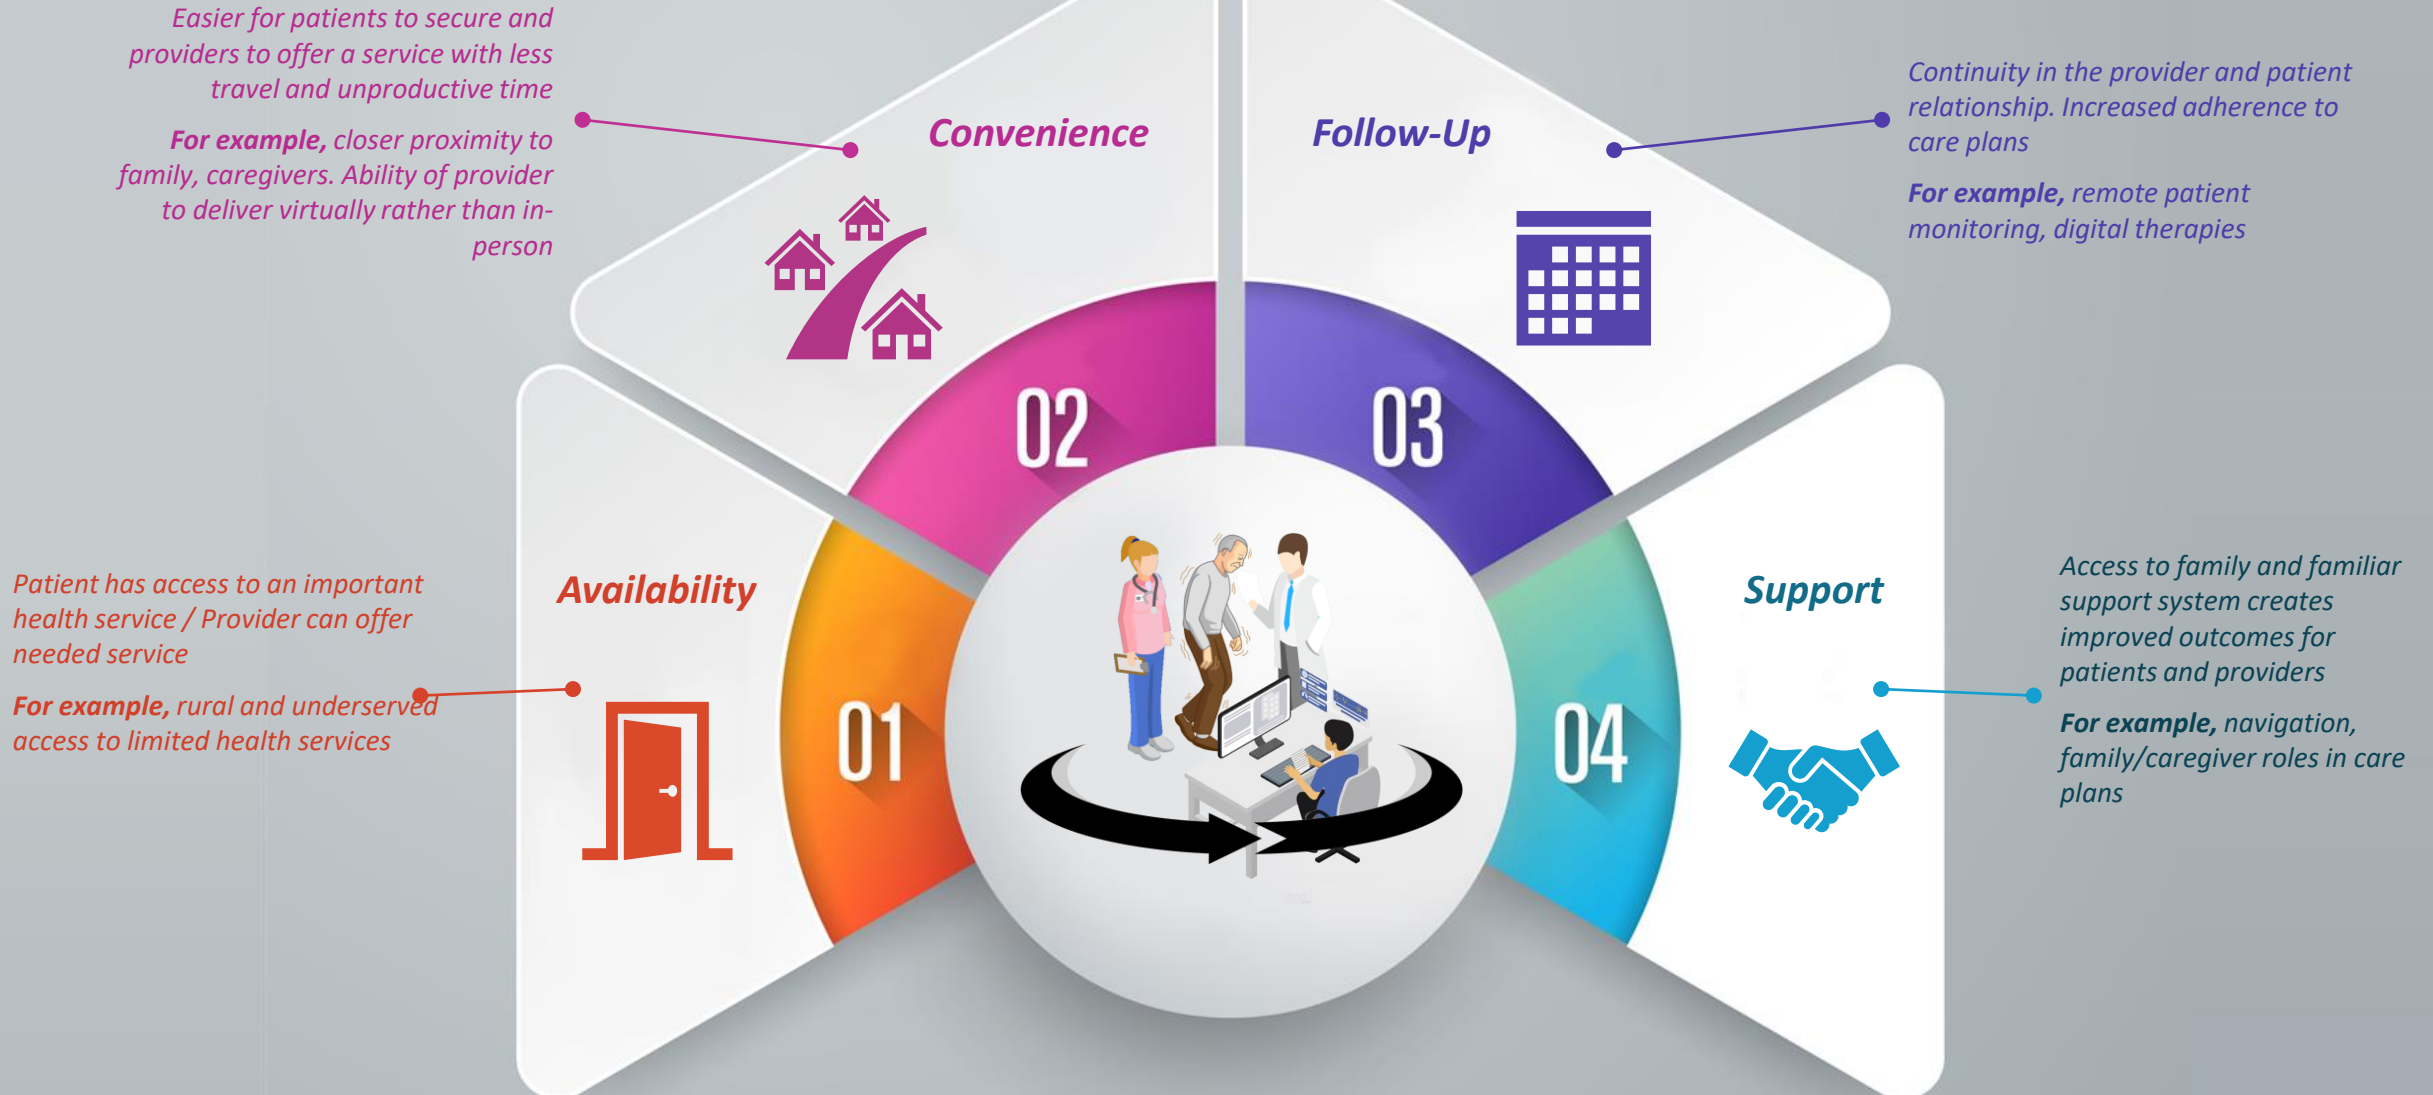 Easier for patients to secure and
providers to offer a service with less
travel and unproductive time
For example, closer proximity to
family, caregivers. Ability of provider
to deliver virtually rather than in-
person
Convenience
02
Follow-Up
03
Continuity in the provider and patient
relationship. Increased adherence to
care plans
For example, remote patient
monitoring, digital therapies
Patient has access to an important
health service / Provider can offer
needed service
For example, rural and underserved
access to limited health services
Availability
01
Support
04
Access to family and familiar
support system creates
improved outcomes for
patients and providers
For example, navigation,
family/caregiver roles in care
plans